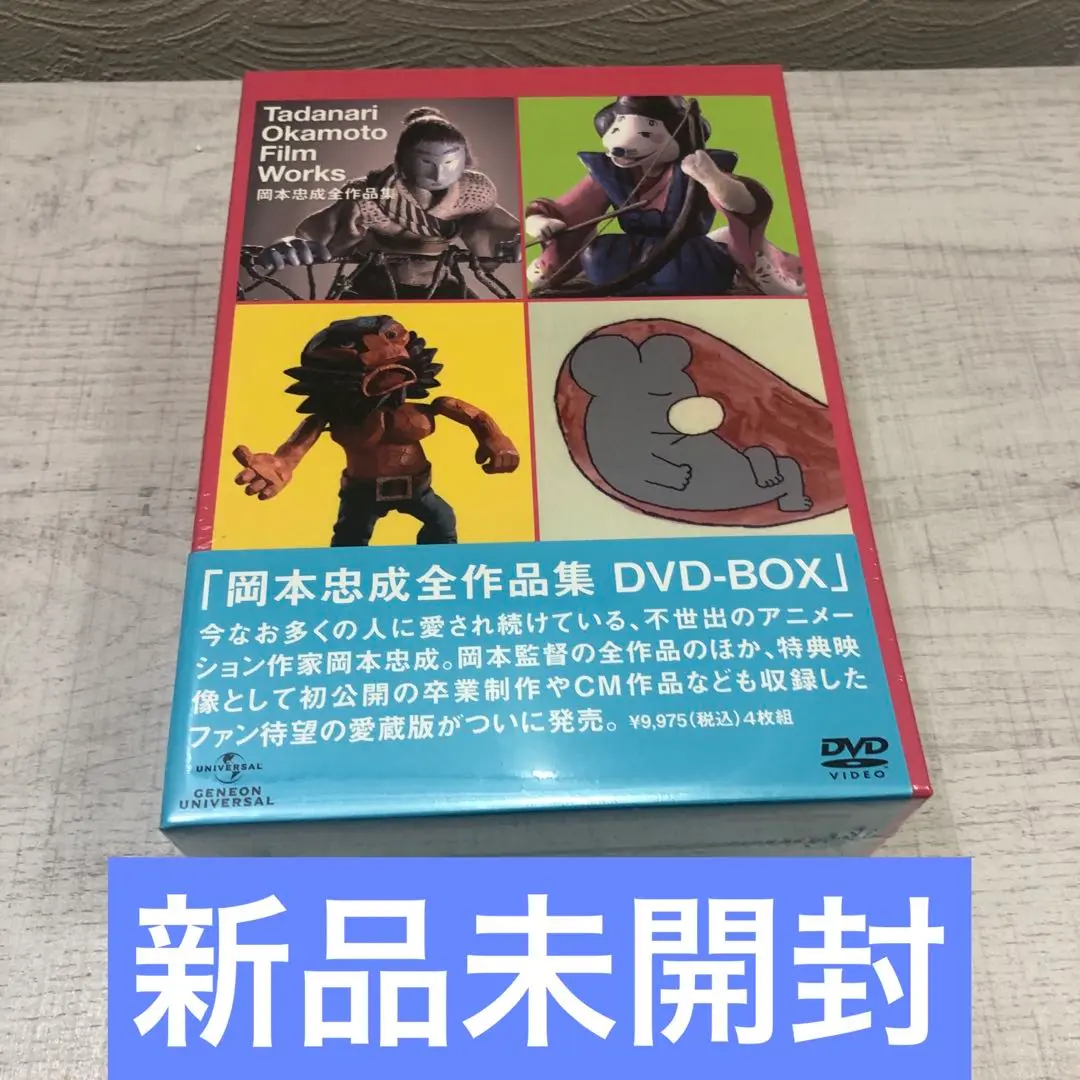 Tadanari
Okamoto
Film
Works
岡本忠成全作品集
「岡本忠成全作品集 DVD-BOX」
今なお多くの人に愛され続けている、不世出のアニメー
ション作家岡本忠成。岡本監督の全作品のほか、特典映
像として初公開の卒業制作やCM作品なども収録した
ファン待望の愛蔵版がついに発売。 ¥9,975(税込)4枚組
UNIVERSAL
GENEON
UNIVERSAL
DVD
VIDEO
新品未開封